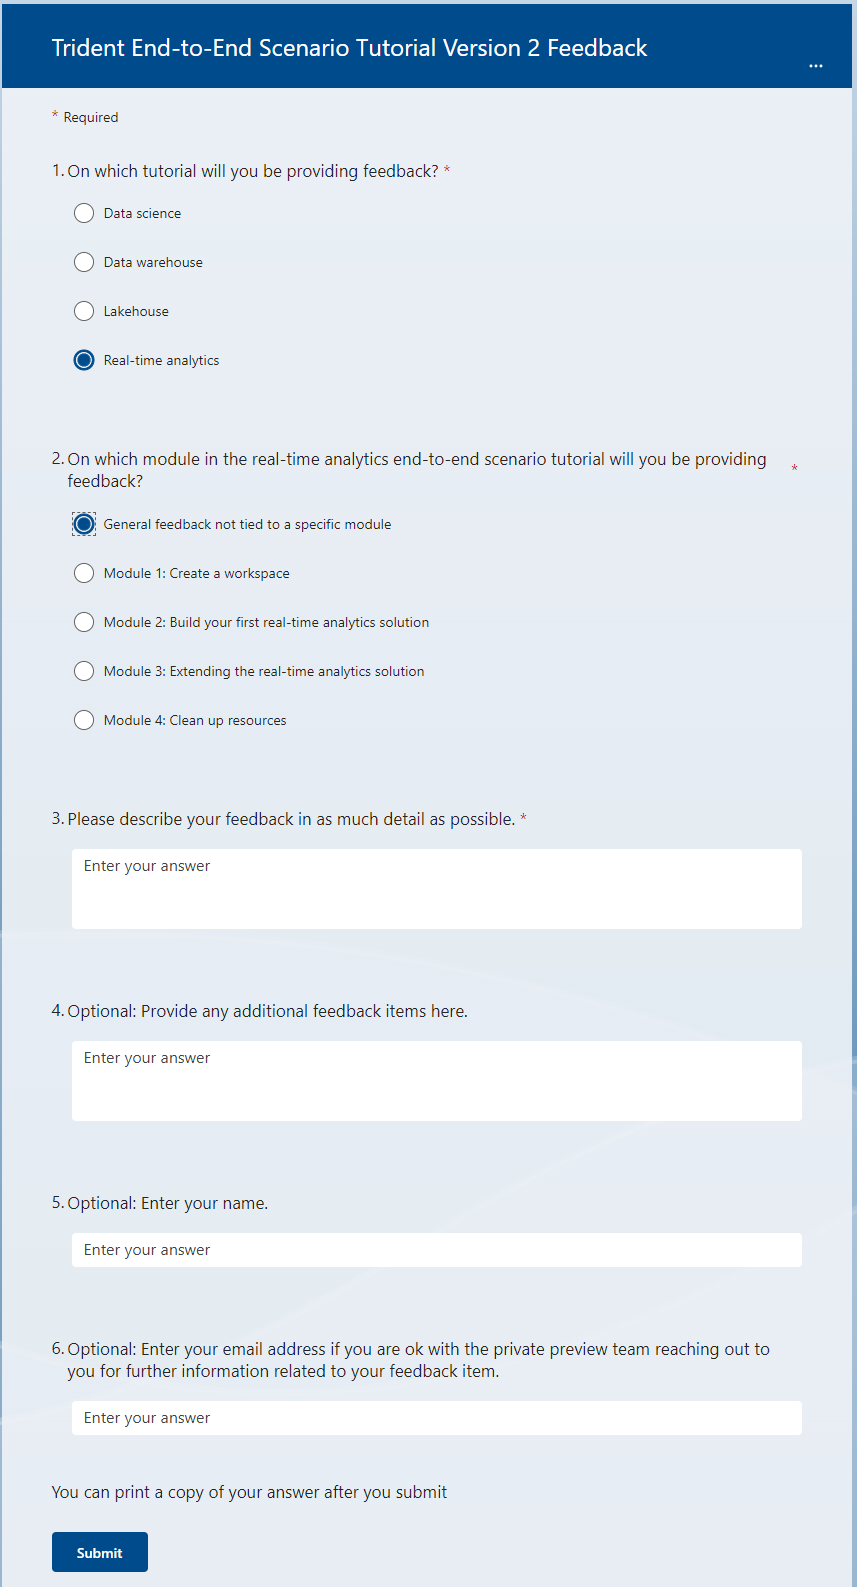 Trident End-to-End Scenario Tutorial Version 2 Feedback
...
* Required
1. On which tutorial will you be providing feedback? *
Data science
Data warehouse
Lakehouse
Real-time analytics
2. On which module in the real-time analytics end-to-end scenario tutorial will you be providing *
feedback?
General feedback not tied to a specific module
Module 1: Create a workspace
Module 2: Build your first real-time analytics solution
Module 3: Extending the real-time analytics solution
Module 4: Clean up resources
3. Please describe your feedback in as much detail as possible. *
Enter your answer
4. Optional: Provide any additional feedback items here.
Enter your answer
5. Optional: Enter your name.
Enter your answer
6. Optional: Enter your email address if you are ok with the private preview team reaching out to
you for further information related to your feedback item.
Enter your answer
You can print a copy of your answer after you submit
Submit